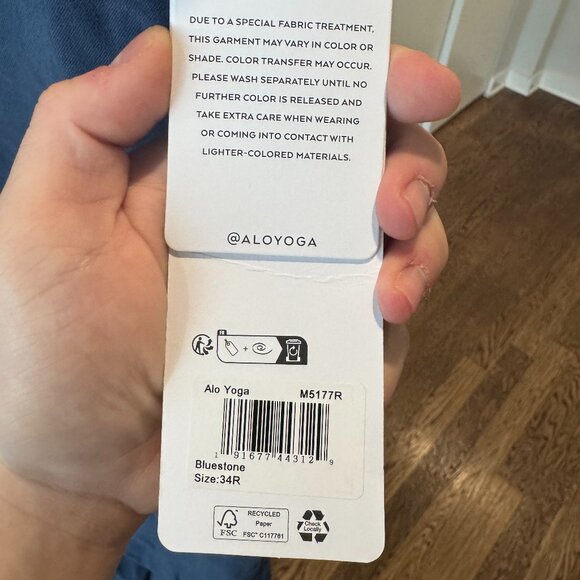 DUE TO A SPECIAL FABRIC TREATMENT,
THIS GARMENT MAY VARY IN COLOR OR
SHADE. COLOR TRANSFER MAY OCCUR.
PLEASE WASH SEPARATELY UNTIL NO
FURTHER COLOR IS RELEASED AND
TAKE EXTRA CARE WHEN WEARING
OR COMING INTO CONTACT WITH
LIGHTER-COLORED MATERIALS.
@ALOYOGA
FR
+
Alo Yoga M5177R
1 91677 44312 9
Bluestone
Size:34R
FSC
RECYCLED
Paper
FSC® C117761
Check
Locally